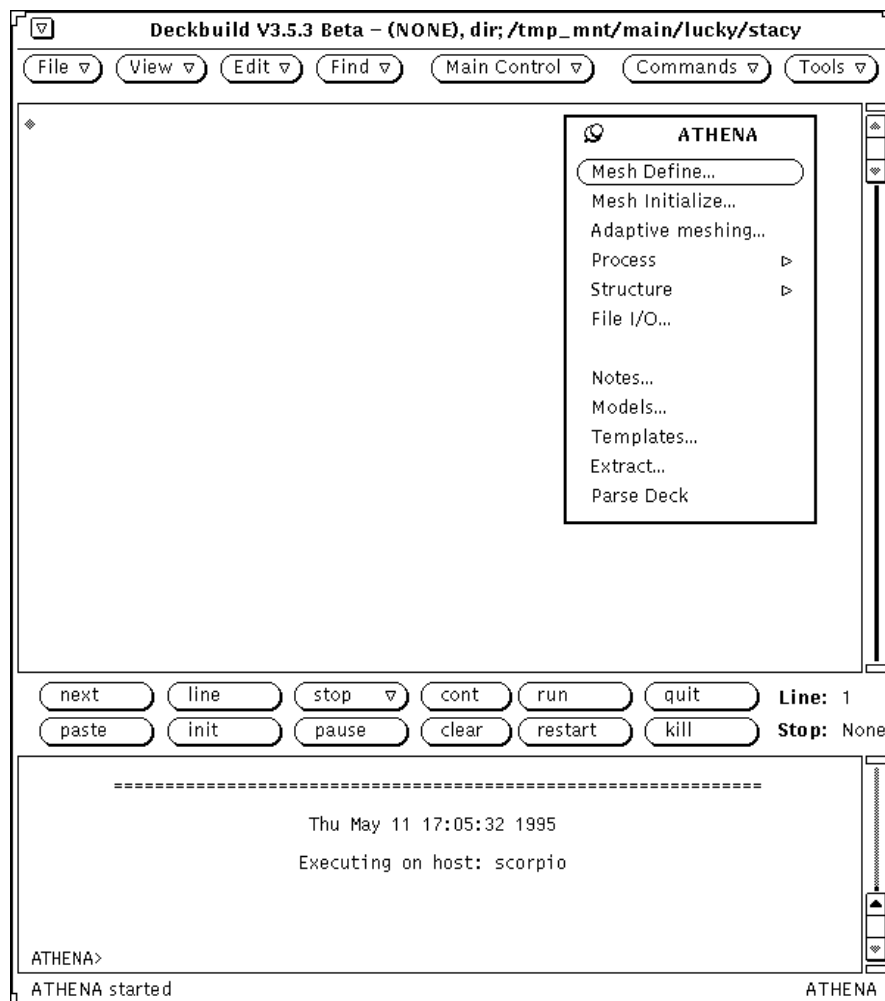 Deckbuild V3.5.3 Beta – (NONE), dir; /tmp_mnt/main/lucky/stacy
File View Edit Find Main Control Commands Tools
ATHENA
Mesh Define...
Mesh Initialize...
Adaptive meshing...
Process
Structure
File I/O...
Notes...
Models...
Templates...
Extract...
Parse Deck
next line stop cont run quit Line: 1
paste init pause clear restart kill Stop: None
===============================================================
Thu May 11 17:05:32 1995
Executing on host: scorpio
ATHENA>
ATHENA started ATHENA